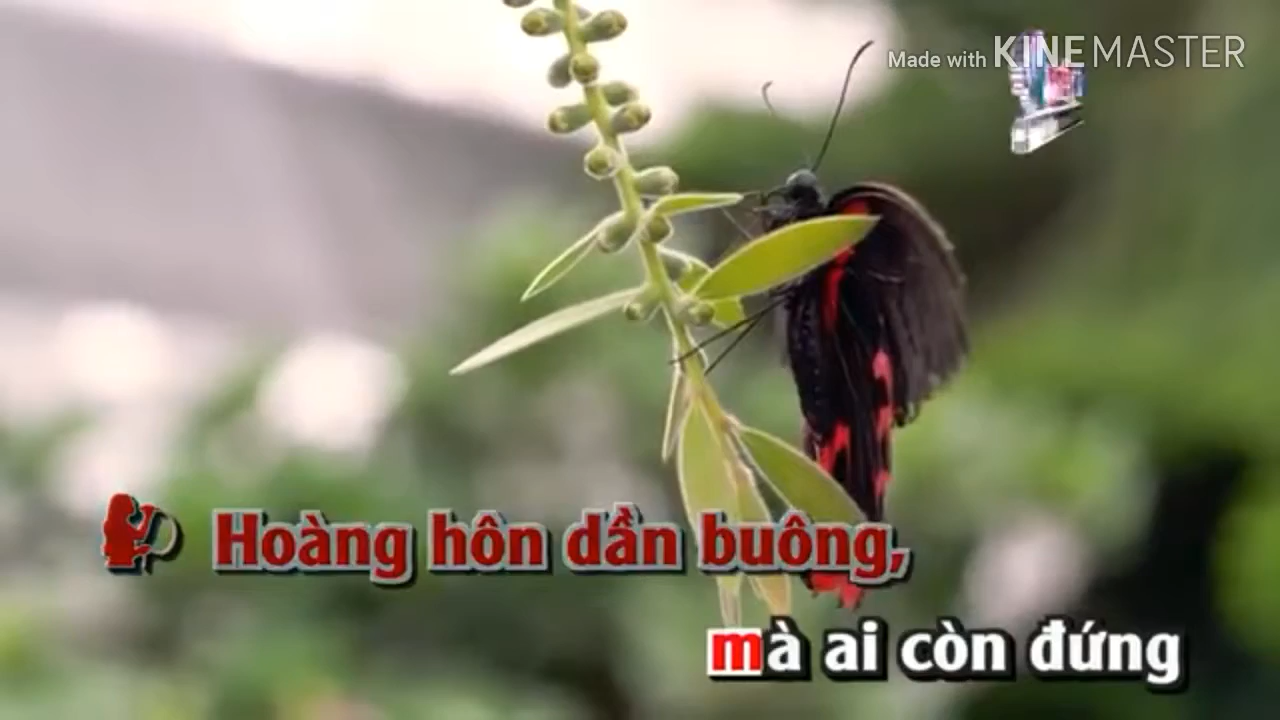 Made with KINEMASTER
Hoàng hôn dần buông,
mà ai còn đứng